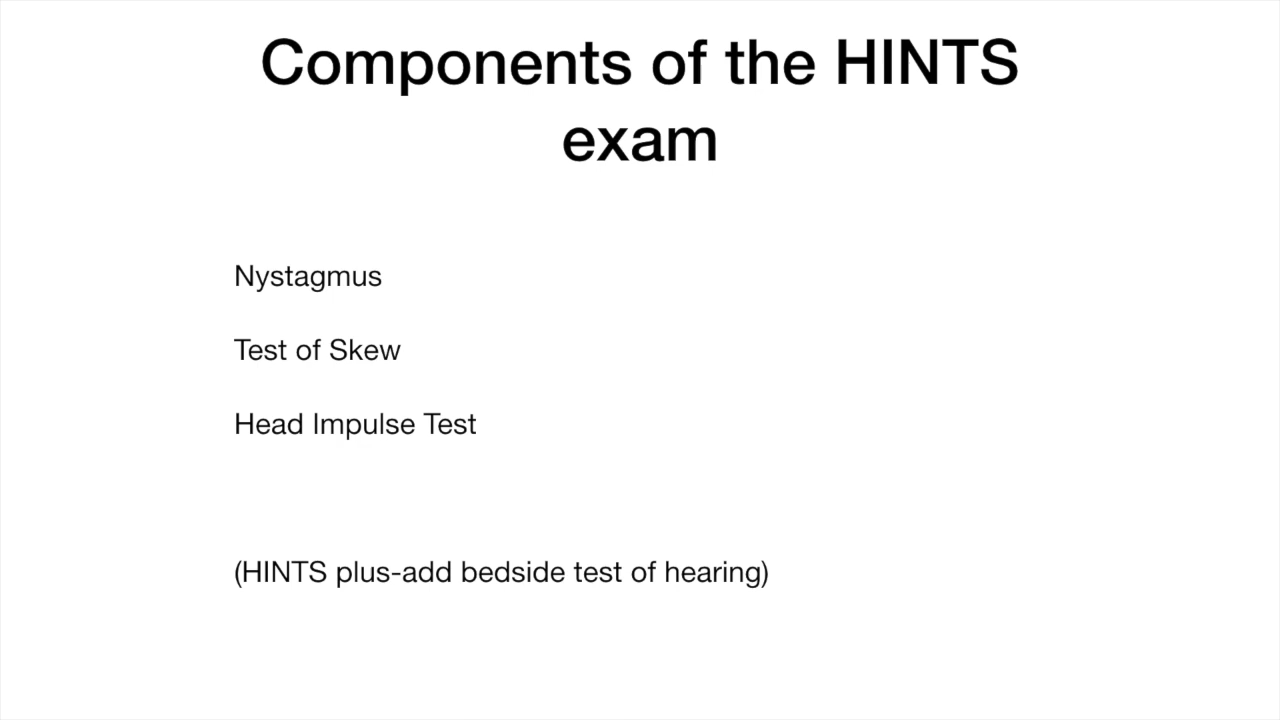 Components of the HINTS
exam
Nystagmus
Test of Skew
Head Impulse Test
(HINTS plus-add bedside test of hearing)